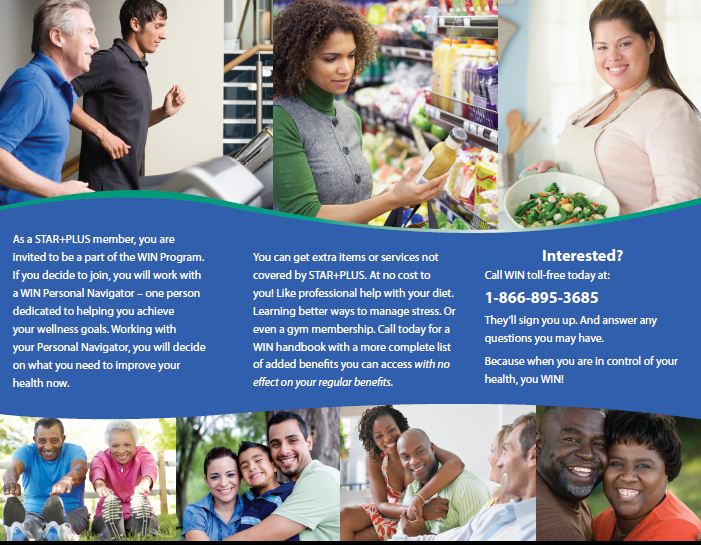 As a STAR+PLUS member, you are
invited to be a part of the WIN Program.
If you decide to join, you will work with
a WIN Personal Navigator – one person
dedicated to helping you achieve
your wellness goals. Working with
your Personal Navigator, you will decide
on what you need to improve your
health now.
You can get extra items or services not
covered by STAR+PLUS. At no cost to
you! Like professional help with your diet.
Learning better ways to manage stress. Or
even a gym membership. Call today for a
WIN handbook with a more complete list
of added benefits you can access with no
effect on your regular benefits.
Interested?
Call WIN toll-free today at:
1-866-895-3685
They'll sign you up. And answer any
questions you may have.
Because when you are in control of your
health, you WIN!